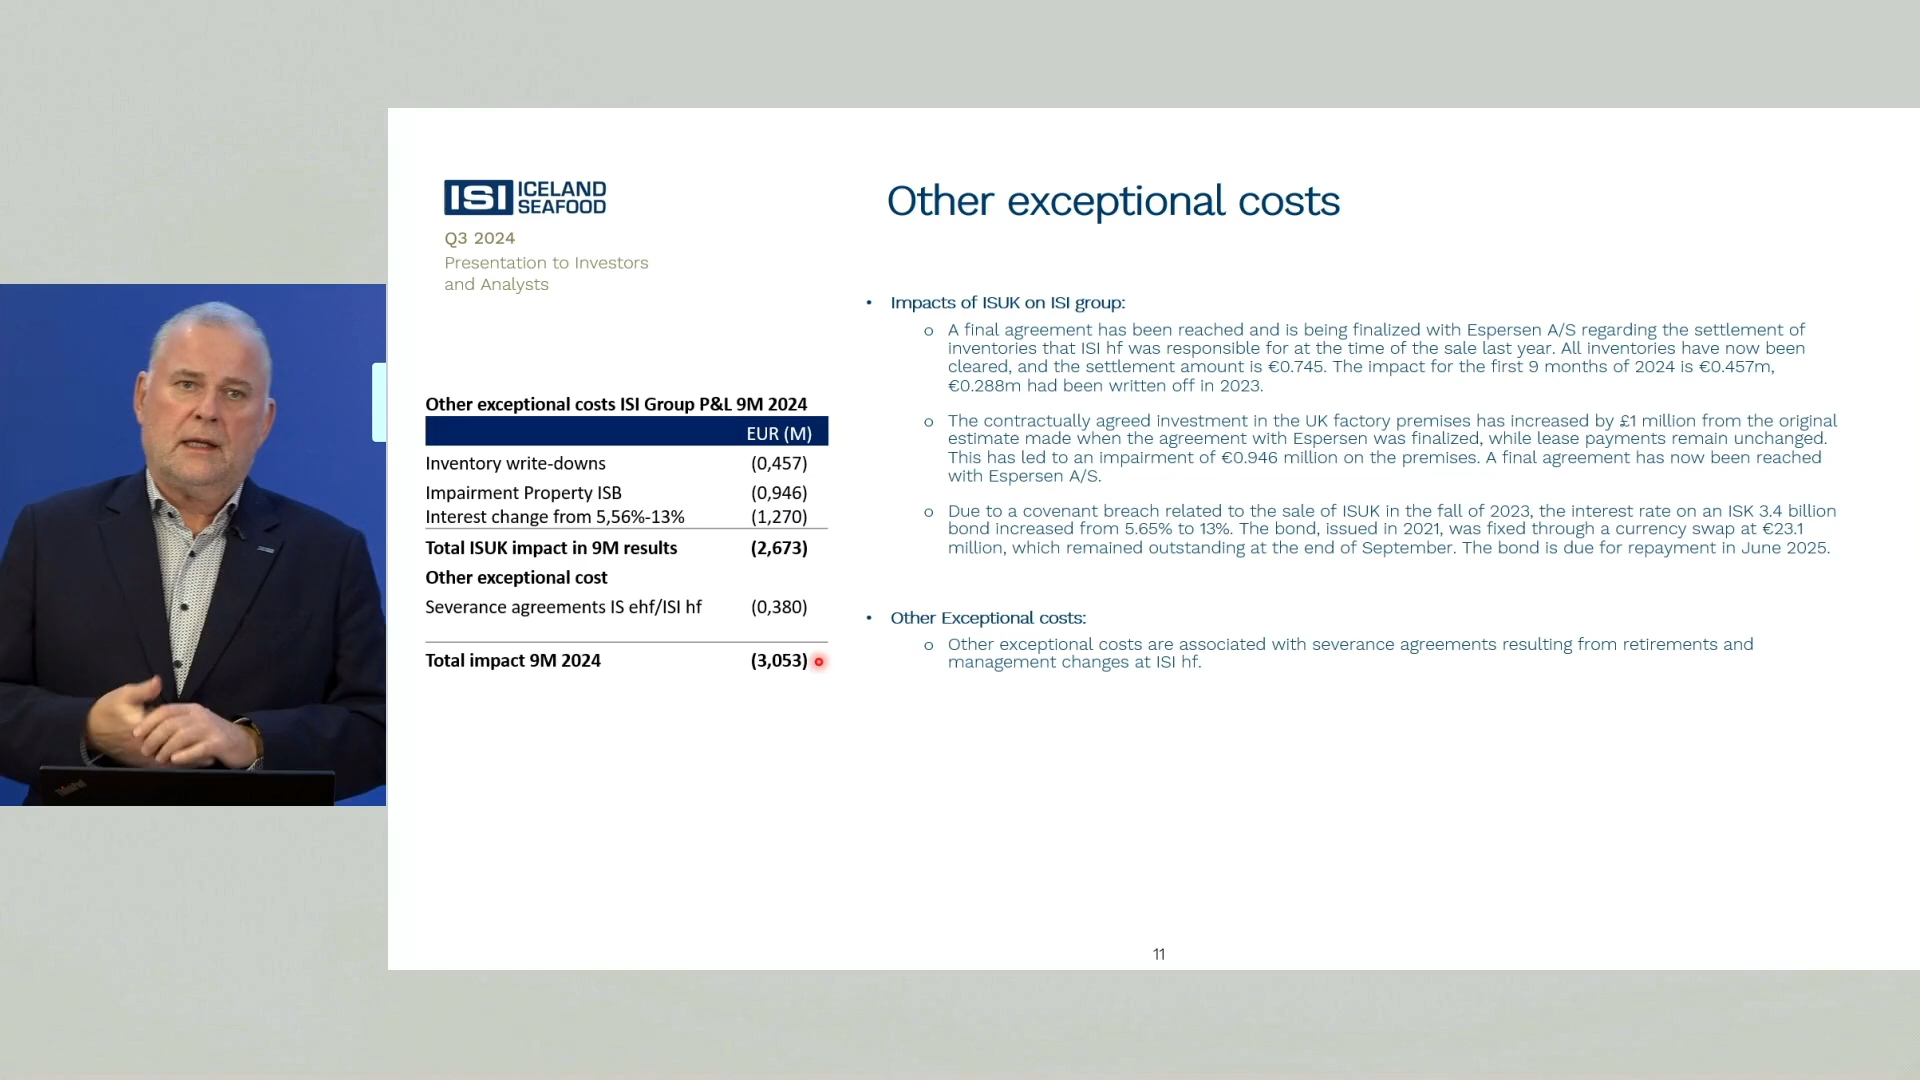 ISI ICELAND
SEAFOOD
Q3 2024
Presentation to Investors
and Analysts
Other exceptional costs
Other exceptional costs ISI Group P&L 9M 2024
EUR (M)
Inventory write-downs (0,457)
Impairment Property ISB (0,946)
Interest change from 5,56%-13% (1,270)
Total ISUK impact in 9M results (2,673)
Other exceptional cost
Severance agreements IS ehf/ISI hf (0,380)
Total impact 9M 2024 (3,053)
• Impacts of ISUK on ISI group:
o A final agreement has been reached and is being finalized with Espersen A/S regarding the settlement of
inventories that ISI hf was responsible for at the time of the sale last year. All inventories have now been
cleared, and the settlement amount is €0.745. The impact for the first 9 months of 2024 is €0.457m,
€0.288m had been written off in 2023.
o The contractually agreed investment in the UK factory premises has increased by £1 million from the original
estimate made when the agreement with Espersen was finalized, while lease payments remain unchanged.
This has led to an impairment of €0.946 million on the premises. A final agreement has now been reached
with Espersen A/S.
o Due to a covenant breach related to the sale of ISUK in the fall of 2023, the interest rate on an ISK 3.4 billion
bond increased from 5.65% to 13%. The bond, issued in 2021, was fixed through a currency swap at €23.1
million, which remained outstanding at the end of September. The bond is due for repayment in June 2025.
• Other Exceptional costs:
o Other exceptional costs are associated with severance agreements resulting from retirements and
management changes at ISI hf.
ThinkPad
11